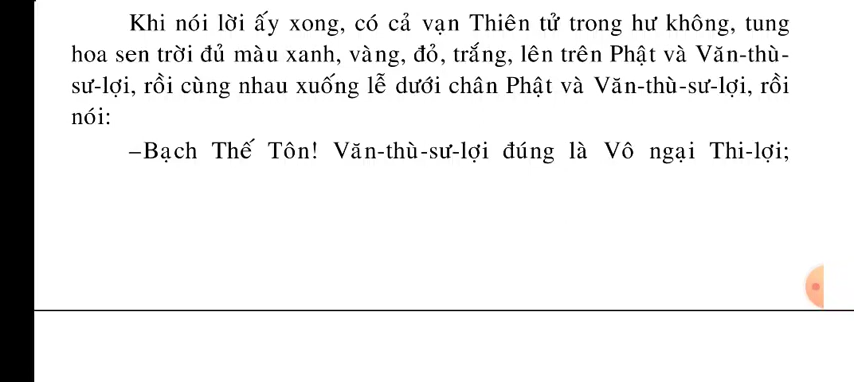 Khi nói lời ấy xong, có cả vạn Thiên tử trong hư không, tung
hoa sen trời đủ màu xanh, vàng, đỏ, trắng, lên trên Phật và Văn-thù-
sư-lợi, rồi cùng nhau xuống lễ dưới chân Phật và Văn-thù-sư-lợi, rồi
nói:
–Bạch Thế Tôn! Văn-thù-sư-lợi đúng là Vô ngại Thi-lợi;